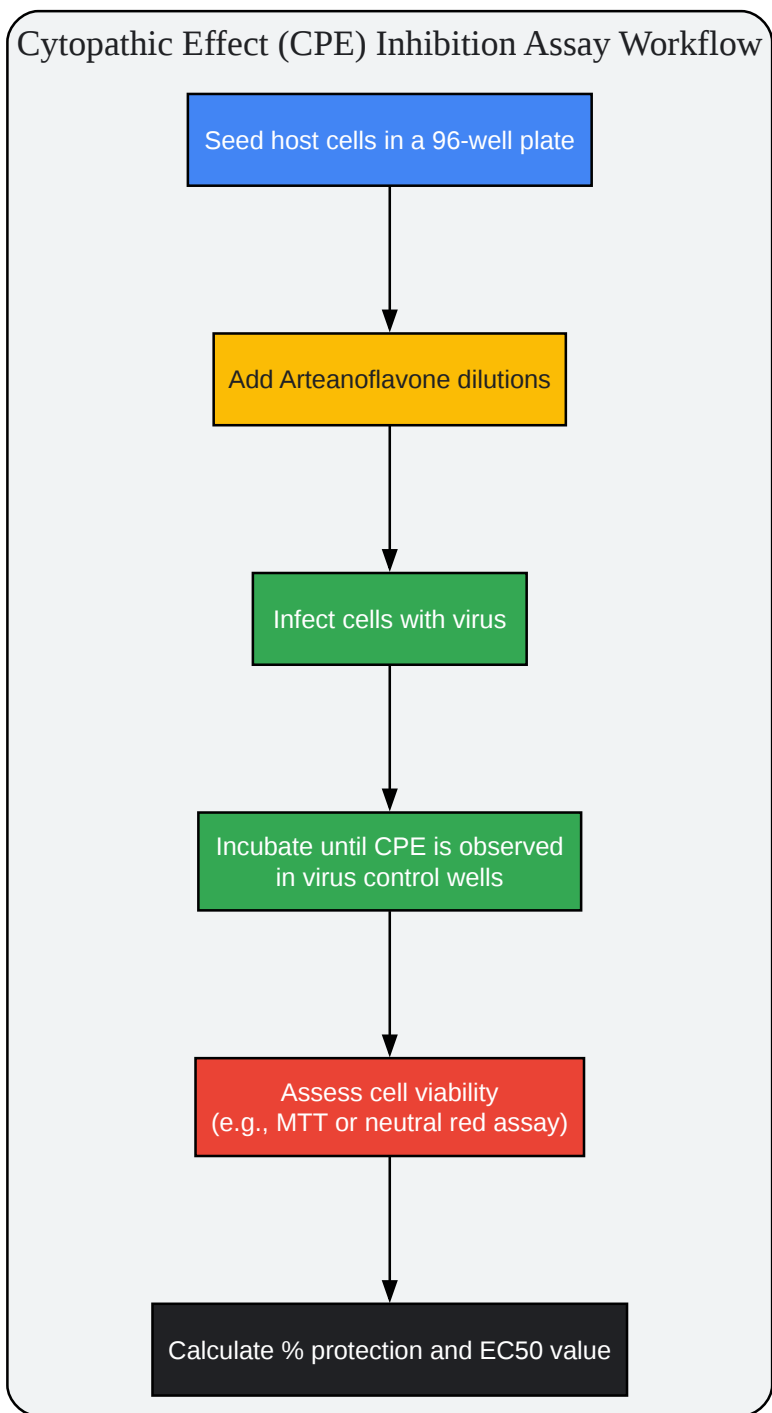 Cytopathic Effect (CPE) Inhibition Assay Workflow
Seed host cells in a 96-well plate
Add Arteanoflavone dilutions
Infect cells with virus
Incubate until CPE is observed
in virus control wells
Assess cell viability
(e.g., MTT or neutral red assay)
Calculate % protection and EC50 value